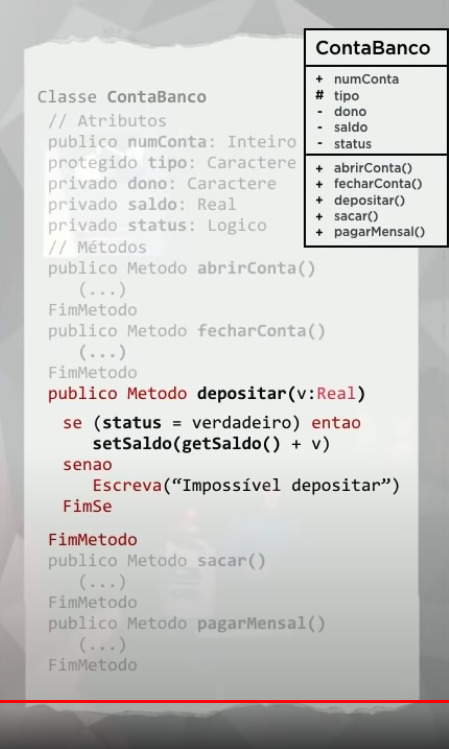 ContaBanco
+ numConta
# tipo
- dono
- saldo
- status
+ abrirConta()
+ fecharConta()
+ depositar()
+ sacar()
+ pagarMensal()
Classe ContaBanco
// Atributos
publico numConta: Inteiro
protegido tipo: Caractere
privado dono: Caractere
privado saldo: Real
privado status: Logico
// Métodos
publico Metodo abrirConta()
(...)
FimMetodo
publico Metodo fecharConta()
(...)
FimMetodo
publico Metodo depositar(v:Real)
se (status = verdadeiro) entao
setSaldo(getSaldo() + v)
senao
Escreva(“Impossível depositar”)
FimSe
FimMetodo
publico Metodo sacar()
(...)
FimMetodo
publico Metodo pagarMensal()
(...)
FimMetodo